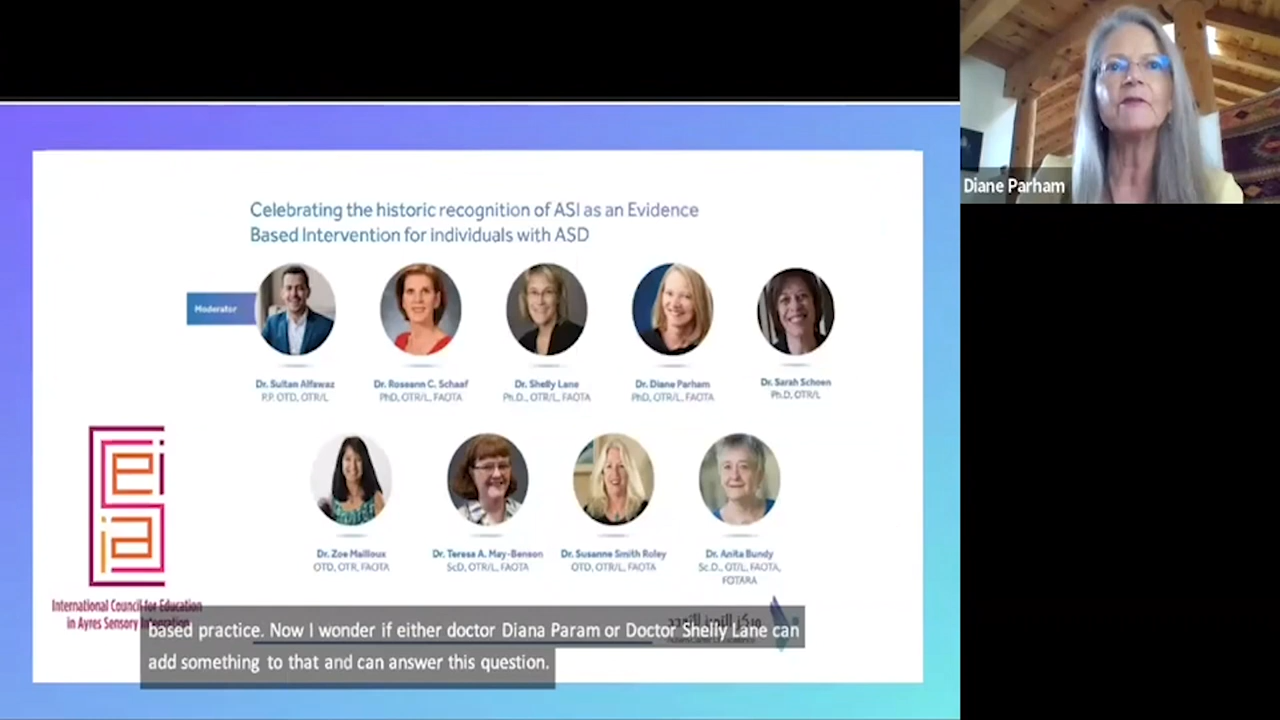 Diane Parham
Celebrating the historic recognition of ASI as an Evidence
Based Intervention for individuals with ASD
Moderator
Dr. Sultan Alfawaz
P.P, OTD, OTR/L
Dr. Roseann C. Schaaf
PhD, OTR/L, FAOTA
Dr. Shelly Lane
Ph.D., OTR/L, FAOTA
Dr. Diane Parham
PhD, OTR/L, FAOTA
Dr. Sarah Schoen
Ph.D, OTR/L
Dr. Zoe Mailloux
OTD, OTR, FAOTA
Dr. Teresa A. May-Benson
ScD, OTR/L, FAOTA
Dr. Susanne Smith Roley
OTD, OTR/L, FAOTA
Dr. Anita Bundy
Sc.D., OT/L, FAOTA,
FOTARA
International Council for Education
in Ayres Sensory Integration
based practice. Now I wonder if either doctor Diana Param or Doctor Shelly Lane can
add something to that and can answer this question.